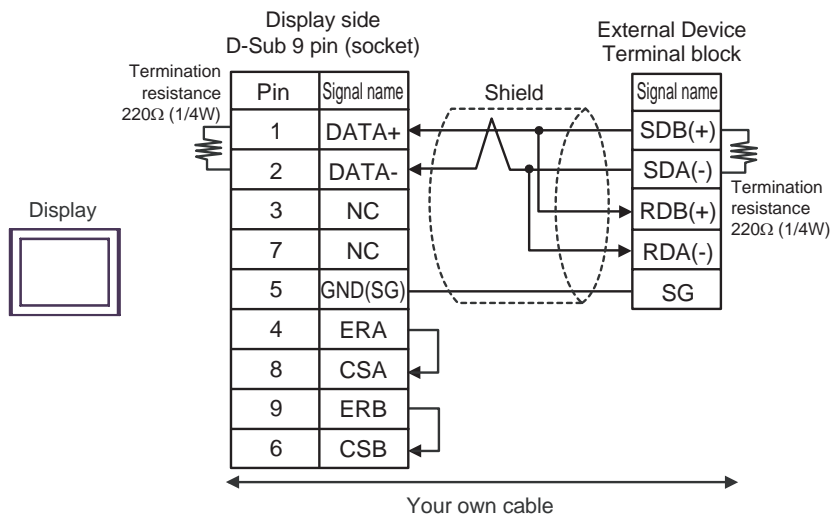 Display side
D-Sub 9 pin (socket)
External Device
Terminal block
Termination
resistance
220Ω (1/4W)
Pin Signal name
Shield
Signal name
1 DATA+
SDB(+)
2 DATA-
SDA(-)
Termination
resistance
220Ω (1/4W)
Display
3 NC
RDB(+)
7 NC
RDA(-)
5 GND(SG)
SG
4 ERA
8 CSA
9 ERB
6 CSB
Your own cable